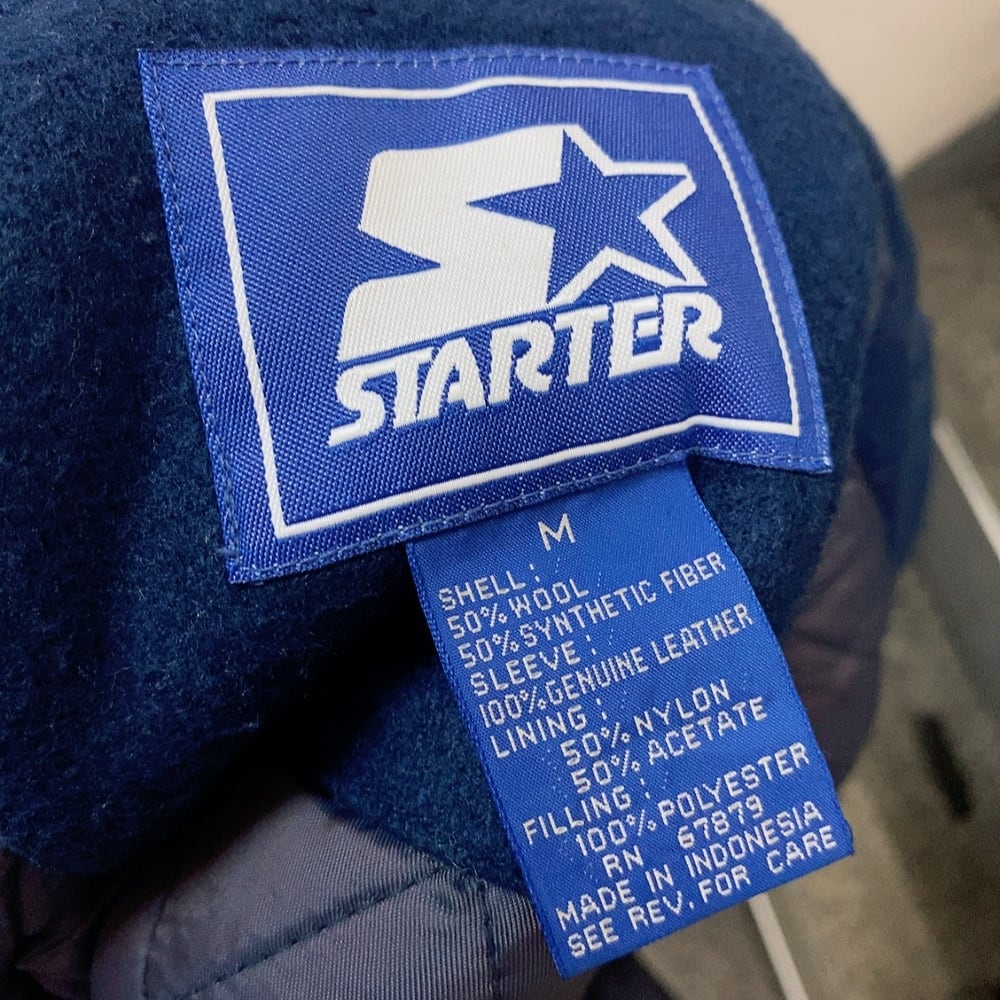 STARTER
M
SHELL:
50% WOOL
50% SYNTHETIC FIBER
SLEEVE:
100% GENUINE LEATHER
LINING:
50% NYLON
50% ACETATE
FILLING:
100% POLYESTER
RN 67879
MADE IN INDONESIA
SEE REV. FOR CARE